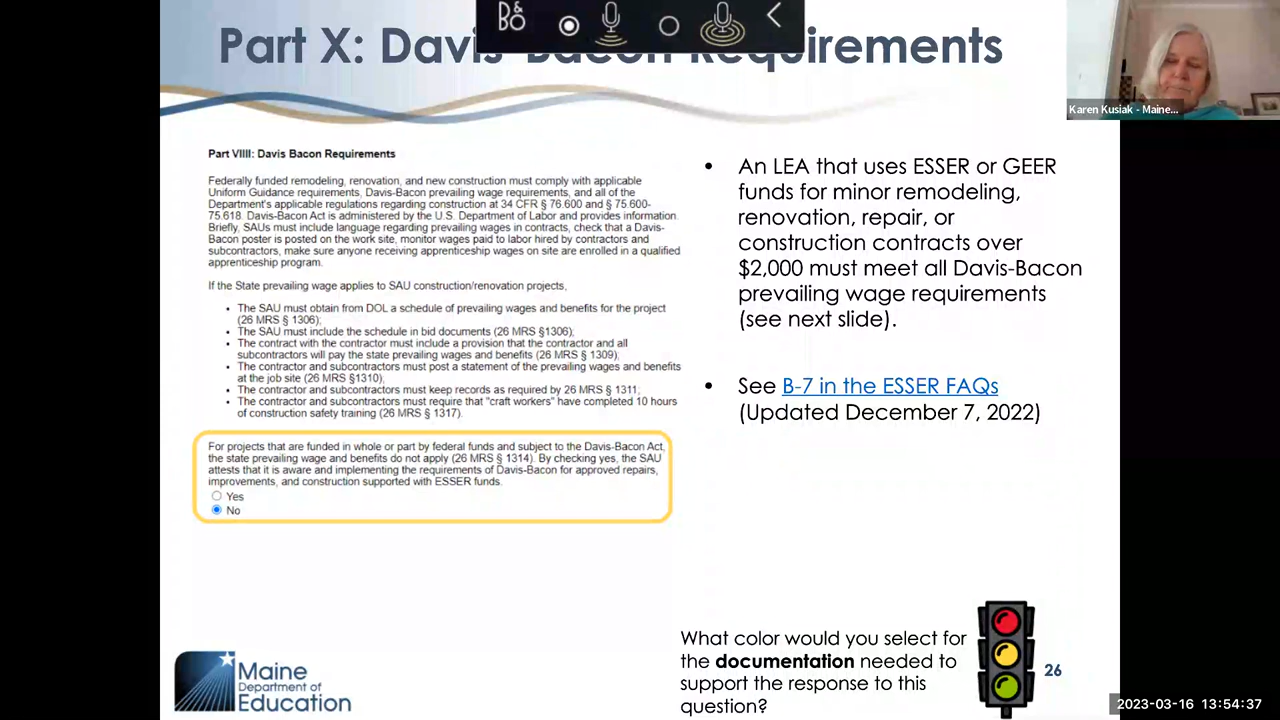 Part X: Davis-Bacon Requirements
Karen Kusiak - Maine...
Part VIIII: Davis Bacon Requirements
Federally funded remodeling, renovation, and new construction must comply with applicable
Uniform Guidance requirements, Davis-Bacon prevailing wage requirements, and all of the
Department's applicable regulations regarding construction at 34 CFR § 76.600 and § 75.600-
75.618. Davis-Bacon Act is administered by the U.S. Department of Labor and provides information.
Briefly, SAUs must include language regarding prevailing wages in contracts, check that a Davis-
Bacon poster is posted on the work site, monitor wages paid to labor hired by contractors and
subcontractors, make sure anyone receiving apprenticeship wages on site are enrolled in a qualified
apprenticeship program.
If the State prevailing wage applies to SAU construction/renovation projects,
• The SAU must obtain from DOL a schedule of prevailing wages and benefits for the project
(26 MRS § 1306);
• The SAU must include the schedule in bid documents (26 MRS §1306);
• The contract with the contractor must include a provision that the contractor and all
subcontractors will pay the state prevailing wages and benefits (26 MRS § 1309);
• The contractor and subcontractors must post a statement of the prevailing wages and benefits
at the job site (26 MRS §1310);
• The contractor and subcontractors must keep records as required by 26 MRS § 1311;
• The contractor and subcontractors must require that "craft workers" have completed 10 hours
of construction safety training (26 MRS § 1317).
For projects that are funded in whole or part by federal funds and subject to the Davis-Bacon Act,
the state prevailing wage and benefits do not apply (26 MRS § 1314). By checking yes, the SAU
attests that it is aware and implementing the requirements of Davis-Bacon for approved repairs,
improvements, and construction supported with ESSER funds.
Yes
No
• An LEA that uses ESSER or GEER
funds for minor remodeling,
renovation, repair, or
construction contracts over
$2,000 must meet all Davis-Bacon
prevailing wage requirements
(see next slide).
• See B-7 in the ESSER FAQs
(Updated December 7, 2022)
What color would you select for
the documentation needed to
support the response to this
question?
26
Maine
Department of
Education
2023-03-16 13:54:37